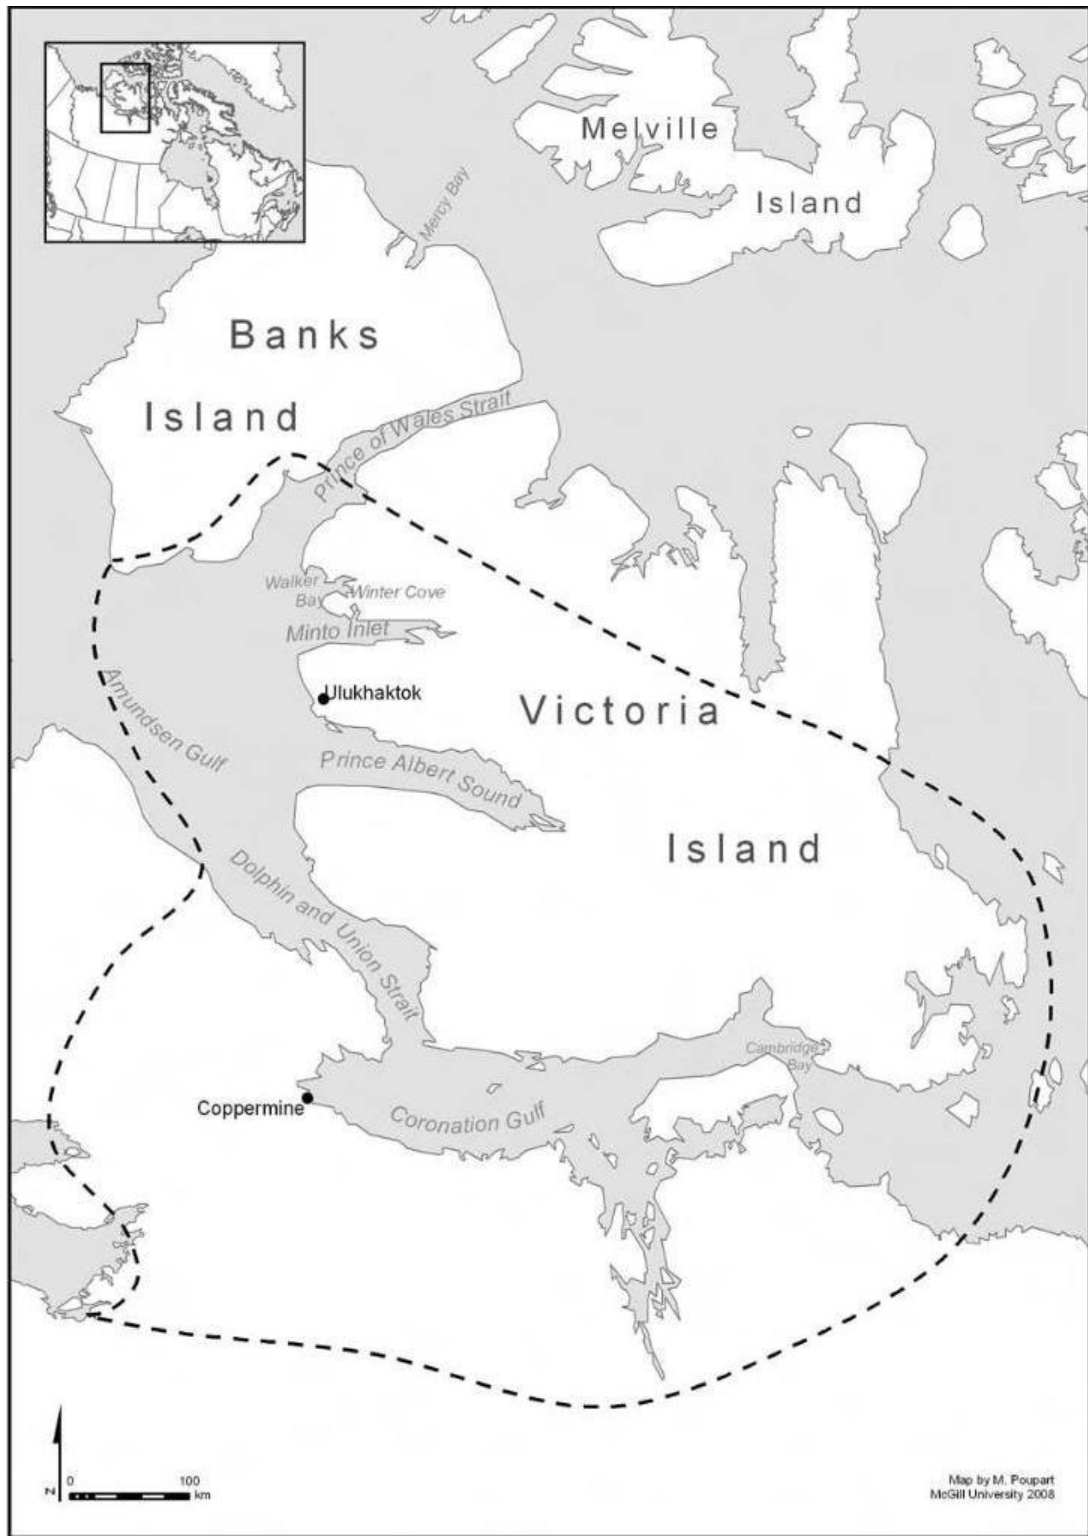 Melville
Island
Mercy Bay
Banks
Island
Prince of Wales Strait
Walker
Bay
Winter Cove
Minto Inlet
Ulukhaktok
Victoria
Amundsen Gulf
Prince Albert Sound
Island
Dolphin and Union Strait
Cambridge
Bay
Coppermine
Coronation Gulf
N
0 100
km
Map by M. Poupart
McGill University 2008